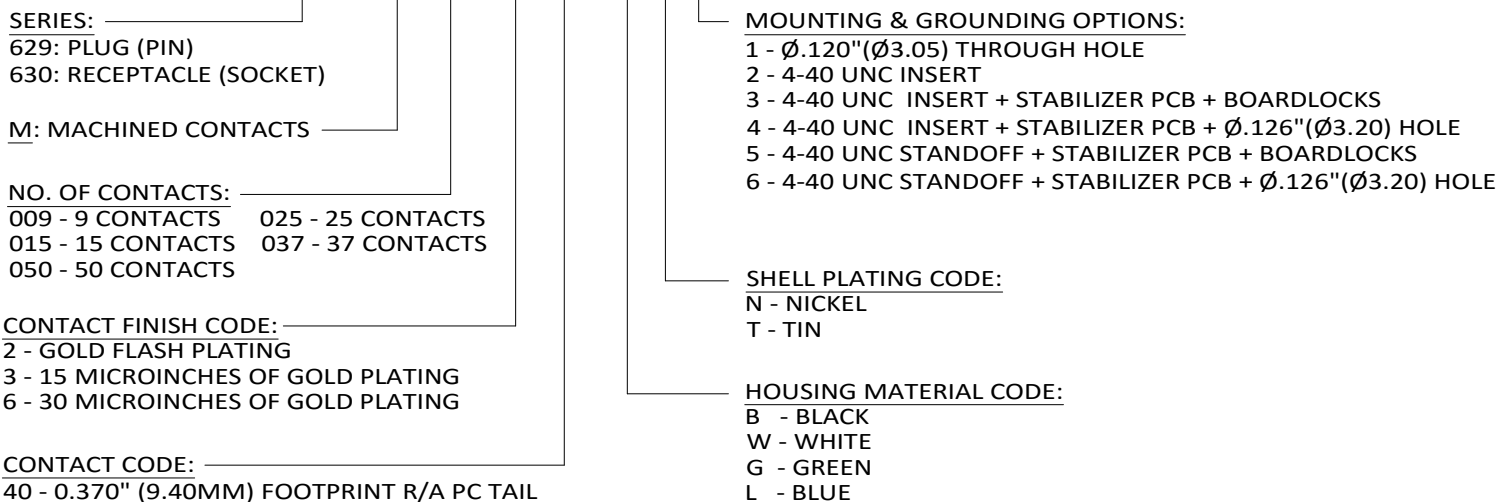 SERIES:
629: PLUG (PIN)
630: RECEPTACLE (SOCKET)
M: MACHINED CONTACTS
NO. OF CONTACTS:
009 - 9 CONTACTS 025 - 25 CONTACTS
015 - 15 CONTACTS 037 - 37 CONTACTS
050 - 50 CONTACTS
CONTACT FINISH CODE:
2 - GOLD FLASH PLATING
3 - 15 MICROINCHES OF GOLD PLATING
6 - 30 MICROINCHES OF GOLD PLATING
CONTACT CODE:
40 - 0.370" (9.40MM) FOOTPRINT R/A PC TAIL
MOUNTING & GROUNDING OPTIONS:
1 - Ø.120"(Ø3.05) THROUGH HOLE
2 - 4-40 UNC INSERT
3 - 4-40 UNC INSERT + STABILIZER PCB + BOARDLOCKS
4 - 4-40 UNC INSERT + STABILIZER PCB + Ø.126"(Ø3.20) HOLE
5 - 4-40 UNC STANDOFF + STABILIZER PCB + BOARDLOCKS
6 - 4-40 UNC STANDOFF + STABILIZER PCB + Ø.126"(Ø3.20) HOLE
SHELL PLATING CODE:
N - NICKEL
T - TIN
HOUSING MATERIAL CODE:
B - BLACK
W - WHITE
G - GREEN
L - BLUE